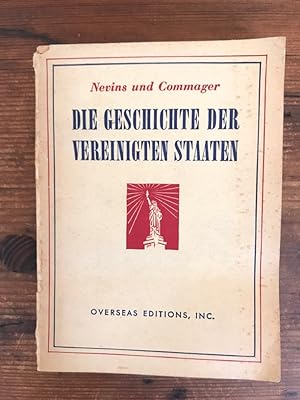 Nevins und Commager
DIE GESCHICHTE DER
VEREINIGTEN STAATEN
OVERSEAS EDITIONS, INC.